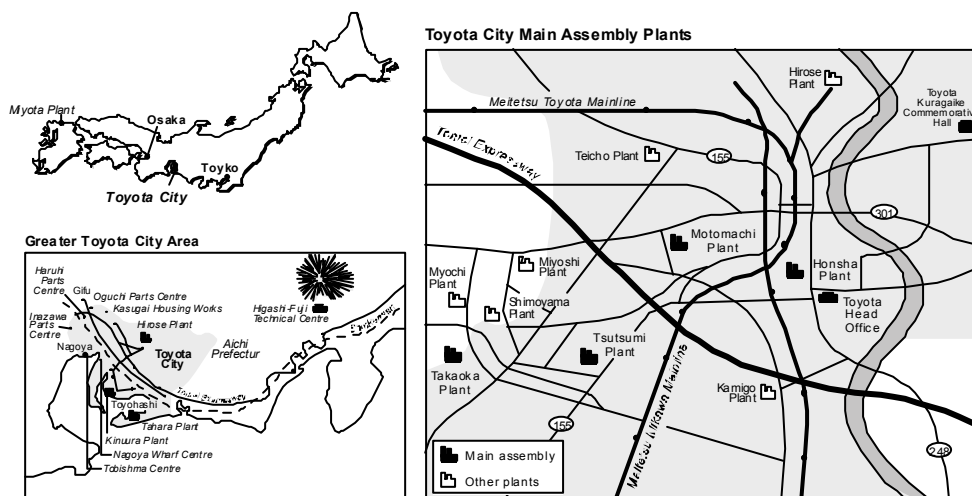 Miyota Plant
Osaka
Toyko
Toyota City
Greater Toyota City Area
Haruhi
Parts
Centre
Gifu
Oguchi Parts Centre
Kasugai Housing Works
Inazawa
Parts
Centre
Hirose Plant
Nagoya
Toyota
City
Aichi
Prefectur
Higashi-Fuji
Technical Centre
Toyohashi
Tahara Plant
Kinuura Plant
Nagoya Wharf Centre
Tobishma Centre
Toyota City Main Assembly Plants
Hirose
Plant
Toyota
Kuragaike
Commemorative
Hall
Meitetsu Toyota Mainline
Tomei Expressway
Teicho Plant
155
301
Motomachi
Plant
Miyoshi
Plant
Myochi
Plant
Shimoyama
Plant
Honsha
Plant
Toyota
Head
Office
Tsutsumi
Plant
Takaoka
Plant
Kamigo
Plant
155
248
Main assembly
Other plants